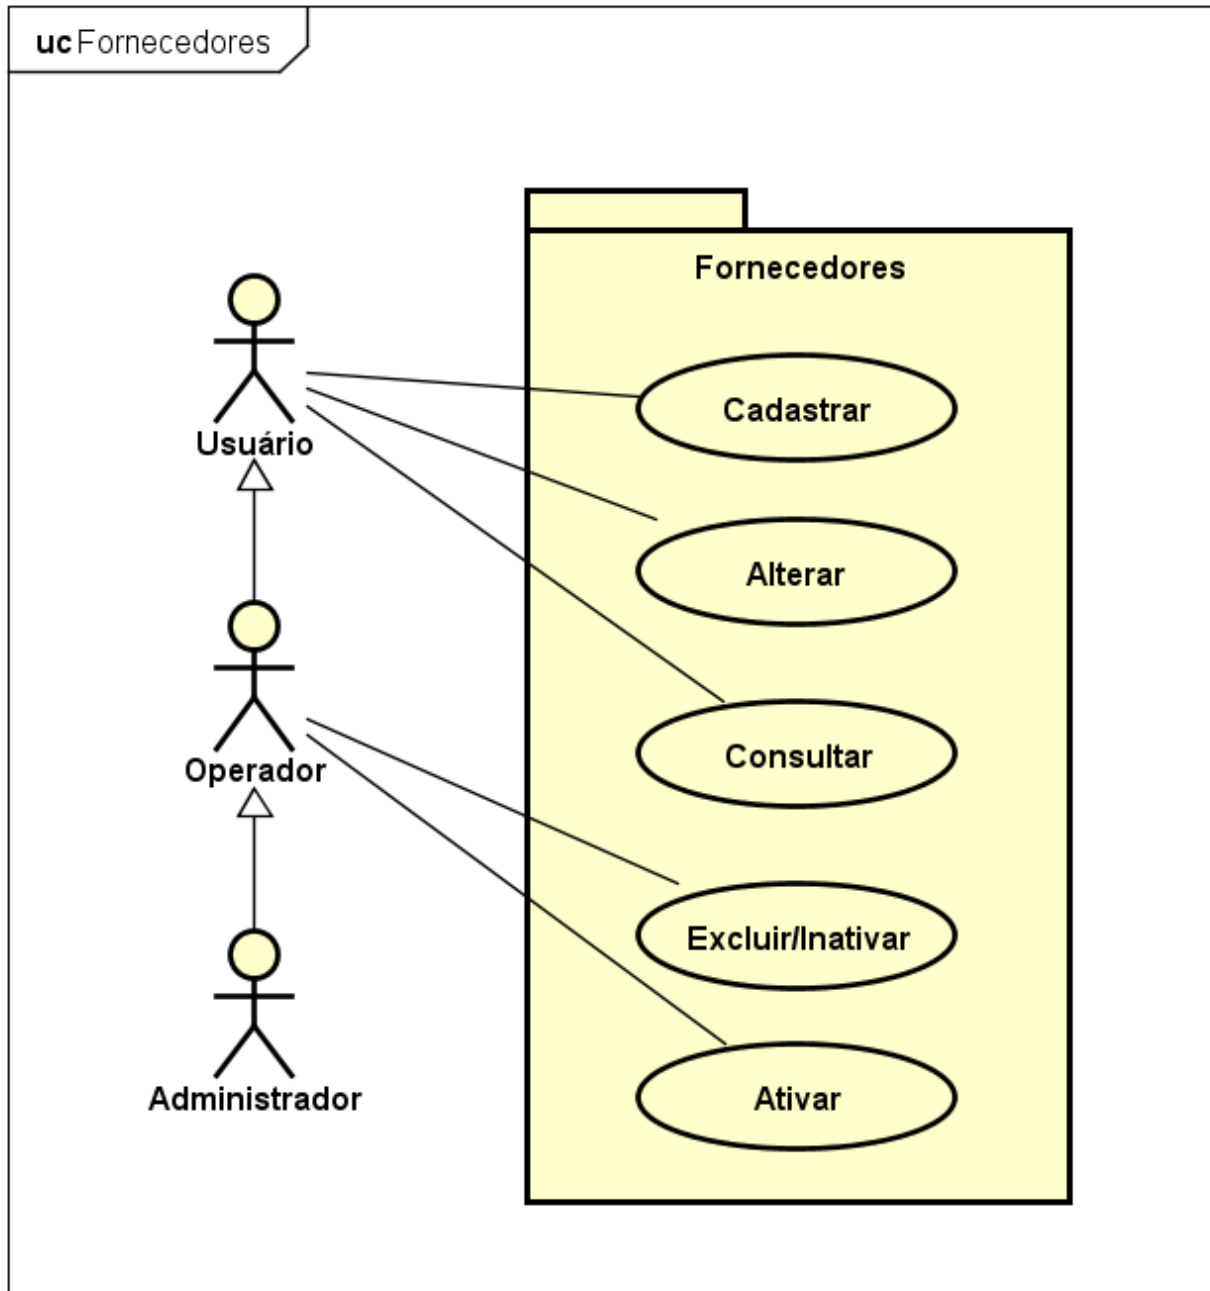 uc Fornecedores
Fornecedores
Usuário
Cadastrar
Alterar
Operador
Consultar
Excluir/Inativar
Administrador
Ativar